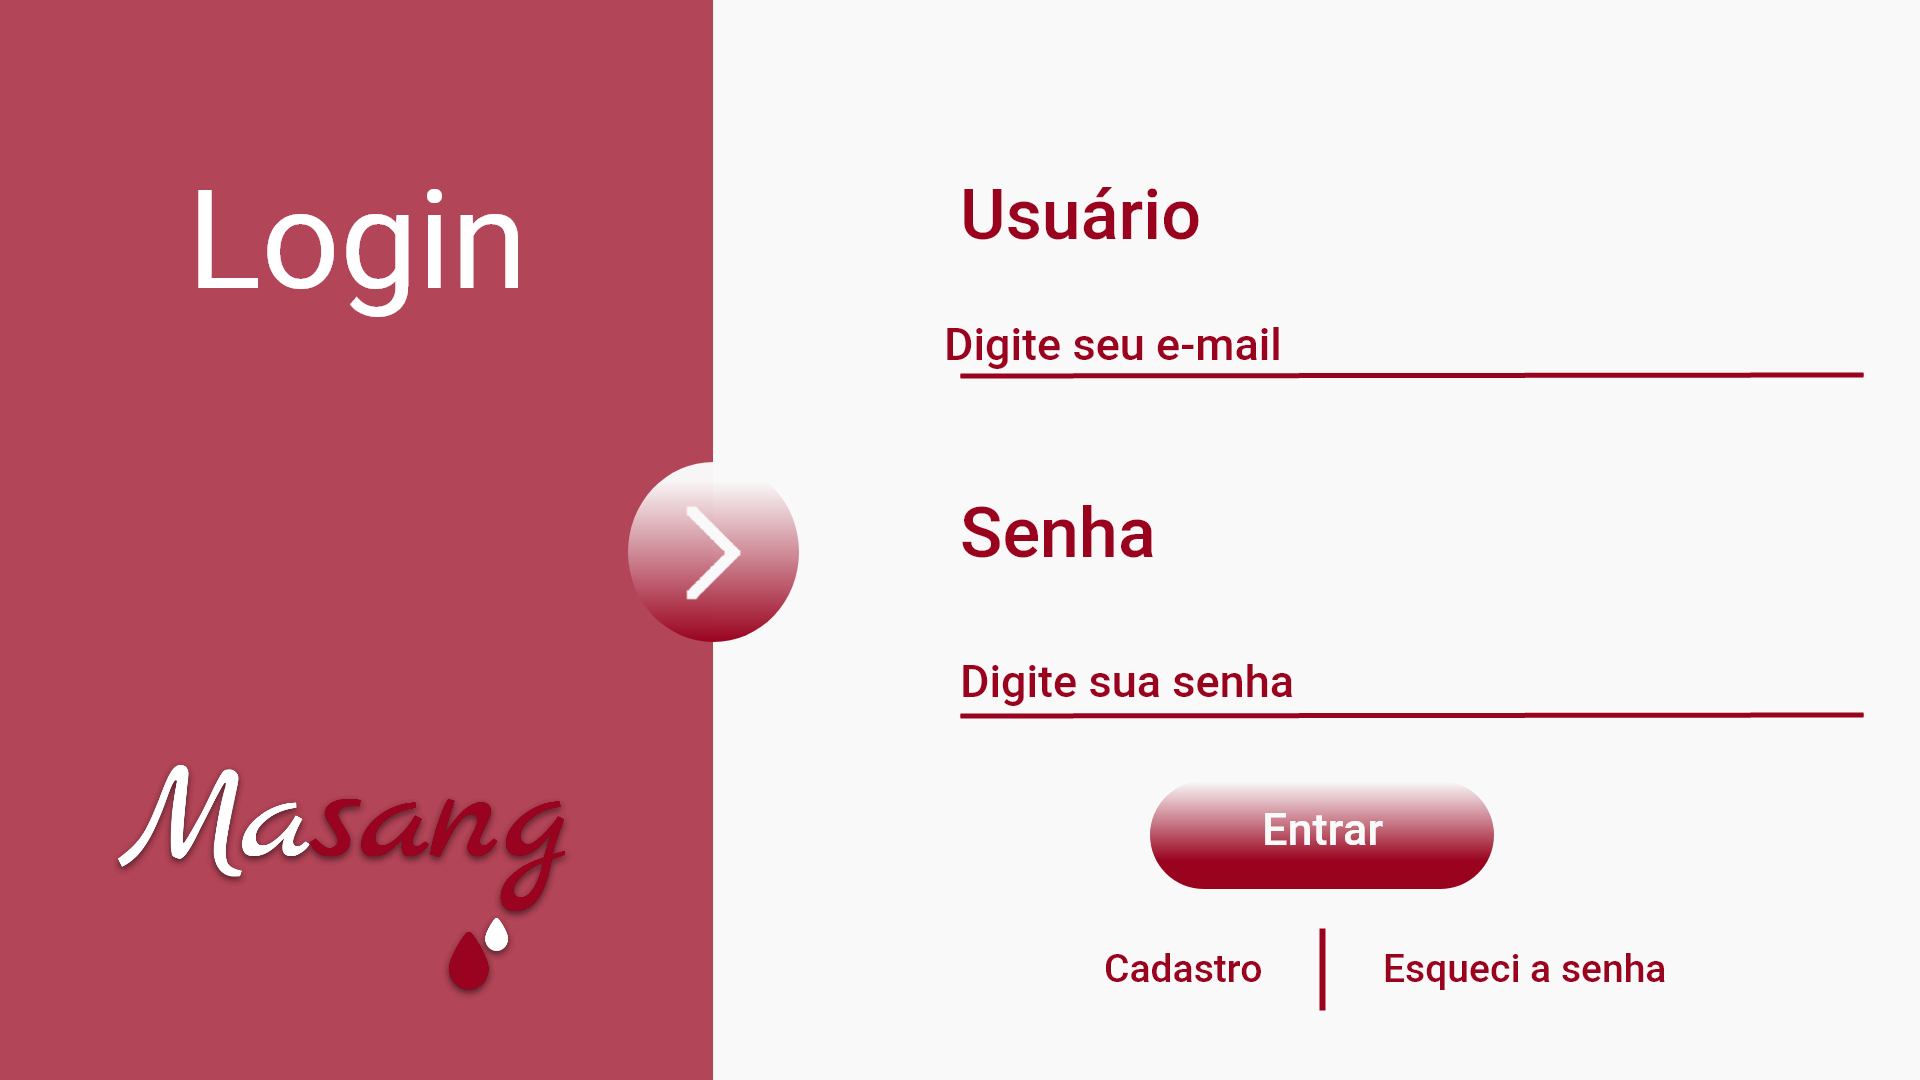 Login
Masang
Usuário
Digite seu e-mail
Senha
Digite sua senha
Entrar
Cadastro
Esqueci a senha